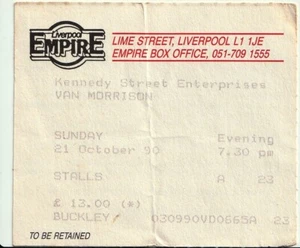 Liverpool
EMPIRE
LIME STREET, LIVERPOOL L1 1JE
EMPIRE BOX OFFICE, 051-709 1555
Kennedy Street Enterprises
VAN MORRISON
SUNDAY Evening
21 October 90 7.30 pm
STALLS A 23
£ 13.00 (*)
BUCKLEY 030990VD0665A 23
TO BE RETAINED